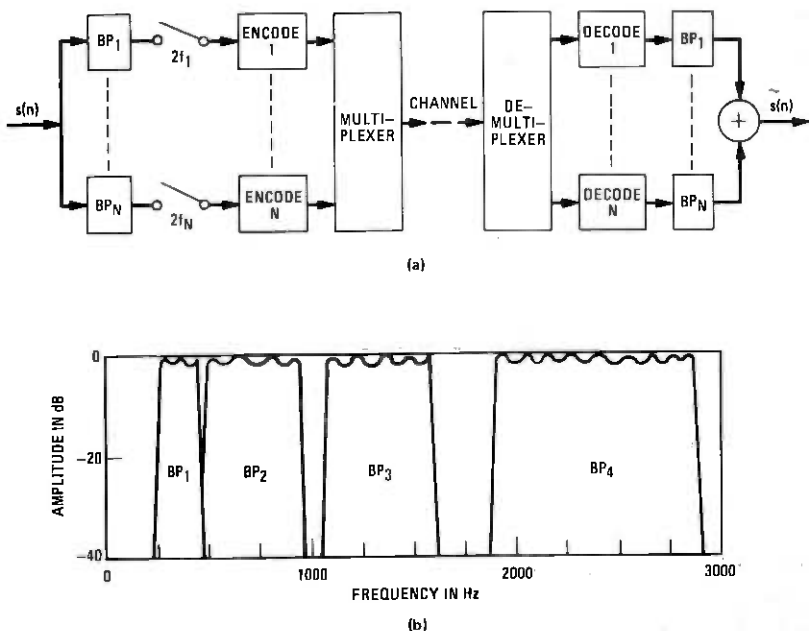 s(n)
BP1
2f1
ENCODE
1
BPN
2fN
ENCODE
N
MULTI-
PLEXER
CHANNEL
DE-
MULTI-
PLEXER
DECODE
1
BP1
DECODE
N
BPN
+
~
s(n)
(a)
AMPLITUDE IN dB
0
-20
-40
BP1
BP2
BP3
BP4
0
1000
2000
3000
FREQUENCY IN Hz
(b)